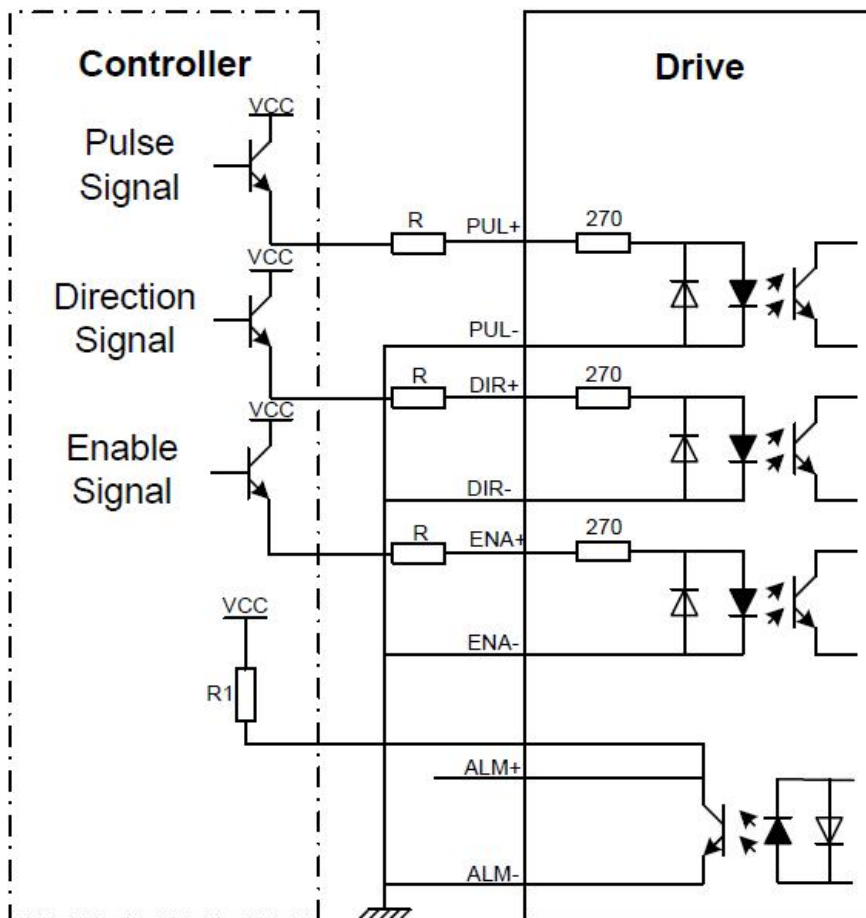 Controller
Drive
VCC
Pulse
Signal
R
PUL+
270
VCC
Direction
Signal
PUL-
R
DIR+
270
VCC
Enable
Signal
DIR-
R
ENA+
270
VCC
ENA-
R1
ALM+
ALM-